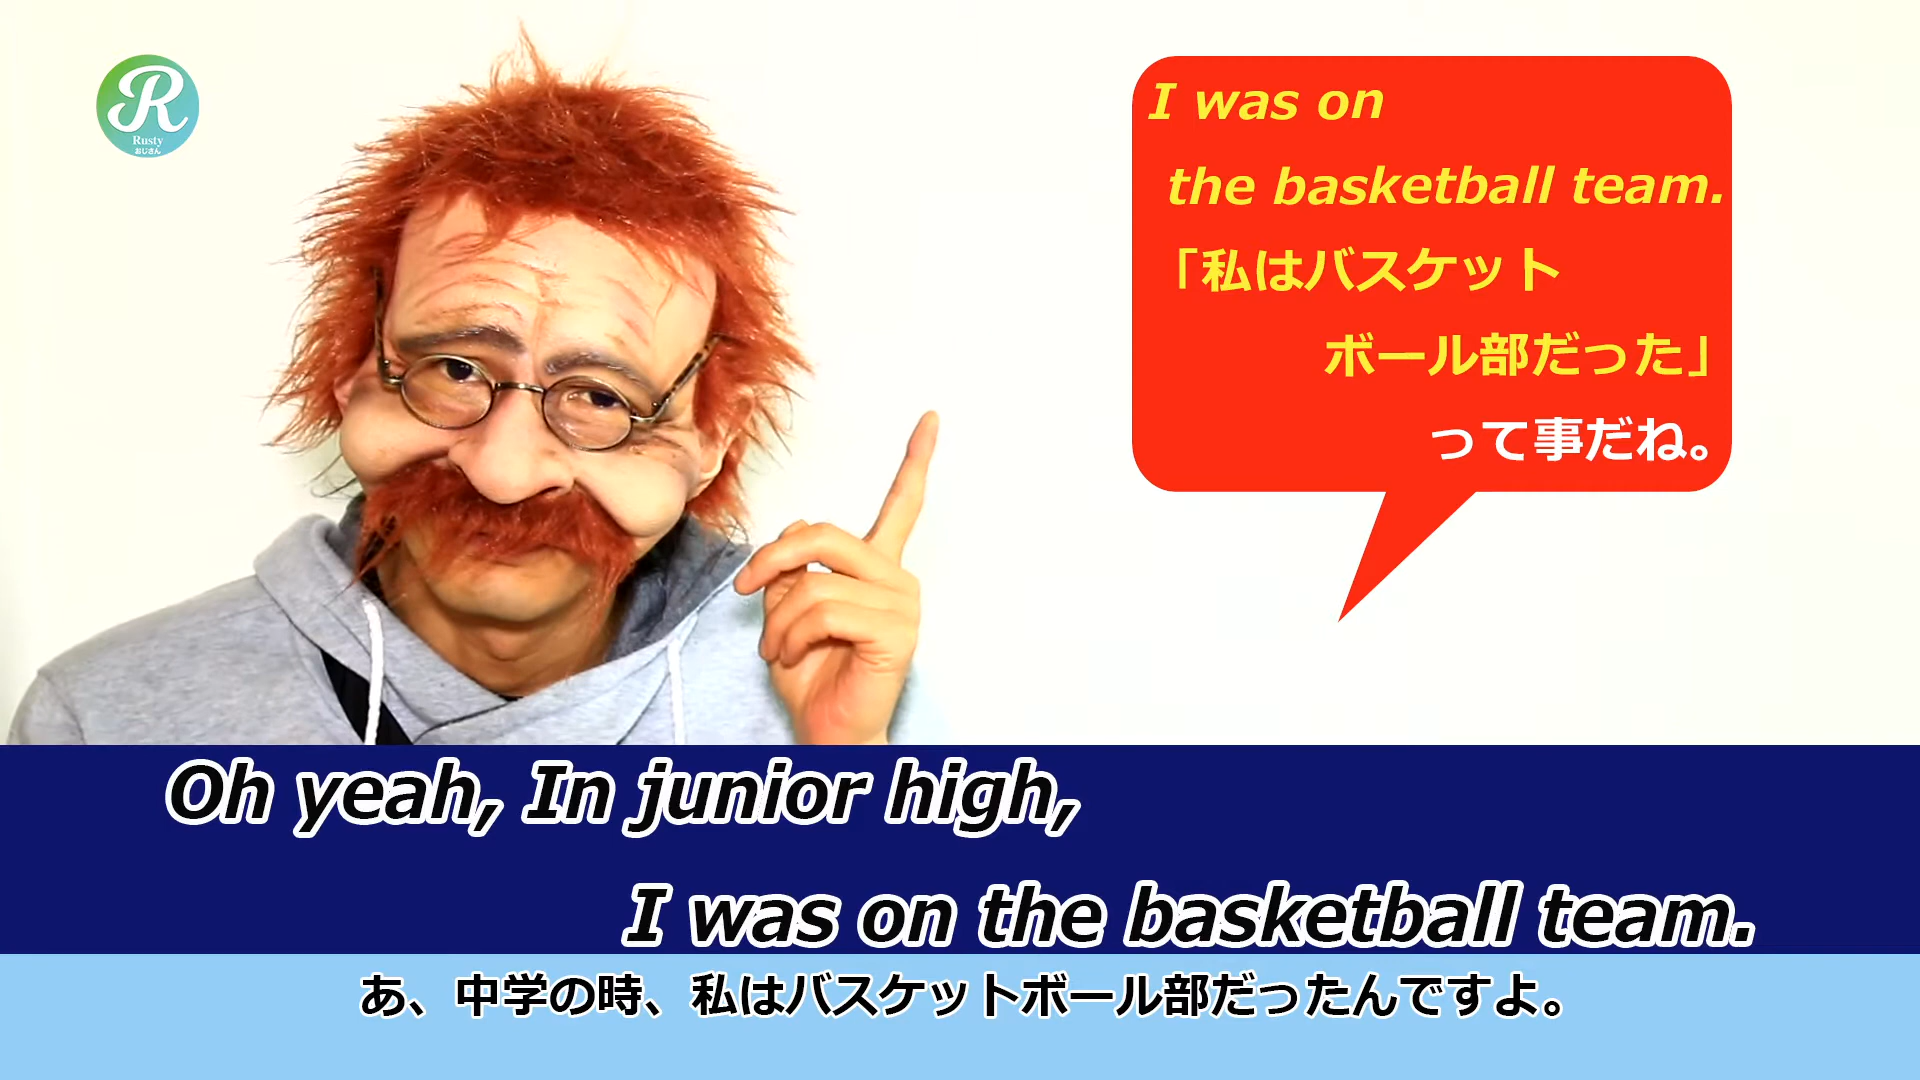 R
Rusty
おじさん
I was on
the basketball team.
「私はバスケット
ボール部だった」
って事だね。
Oh yeah, In junior high,
I was on the basketball team.
あ、中学の時、私はバスケットボール部だったんですよ。